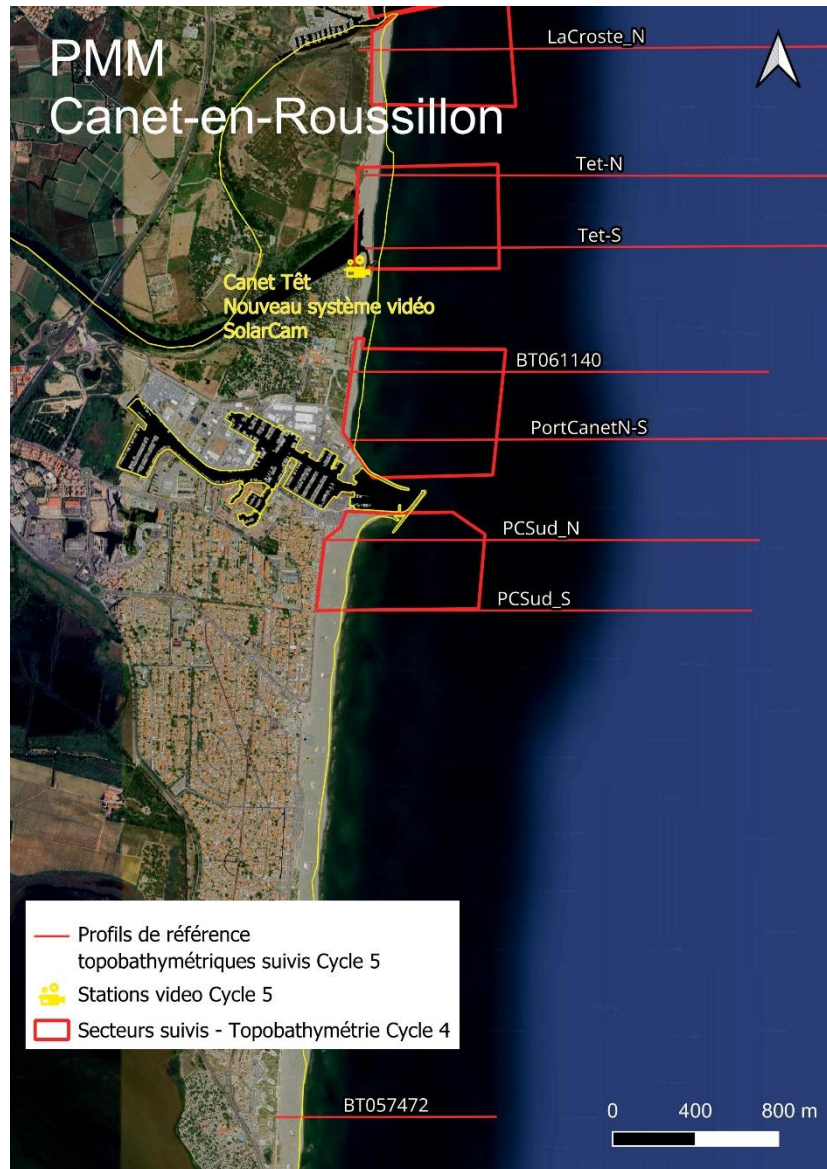 PMM
Canet-en-Roussillon
LaCroste_N
Tet-N
Tet-S
Canet Têt
Nouveau système vidéo
SolarCam
BT061140
PortCanetN-S
PCSud_N
PCSud_S
Profils de référence
topobathymétriques suivis Cycle 5
Stations video Cycle 5
Secteurs suivis - Topobathymétrie Cycle 4
BT057472
0 400 800 m